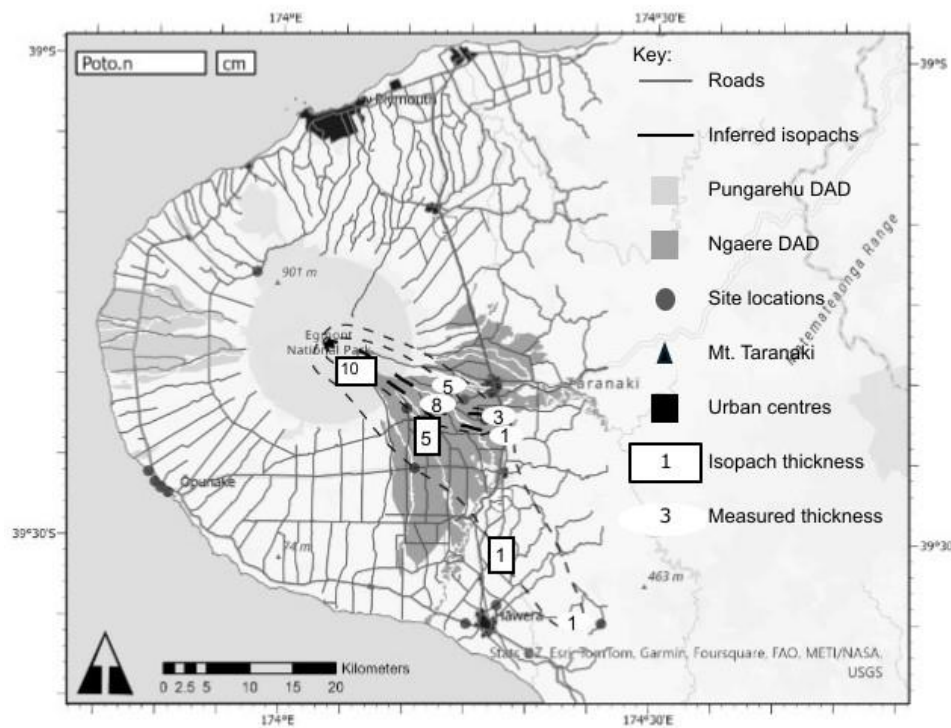 174°E
174°30'E
39°S
39°S
Poto.n
cm
Key:
Roads
Inferred isopachs
Pungarehu DAD
Ngaere DAD
Site locations
Mt. Taranaki
Urban centres
1
Isopach thickness
3
Measured thickness
Plymouth
901 m
Egmont
National Park
Taranaki
Matemateaonga Range
10
5
8
3
5
1
Opunake
39°30'S
39°30'
1
74 m
463 m
Hāwera
1
Stats NZ, Esri, TomTom, Garmin, Foursquare, FAO, METI/NASA,
USGS
Kilometers
0 2.5 5 10 15 20
174°E
174°30'E